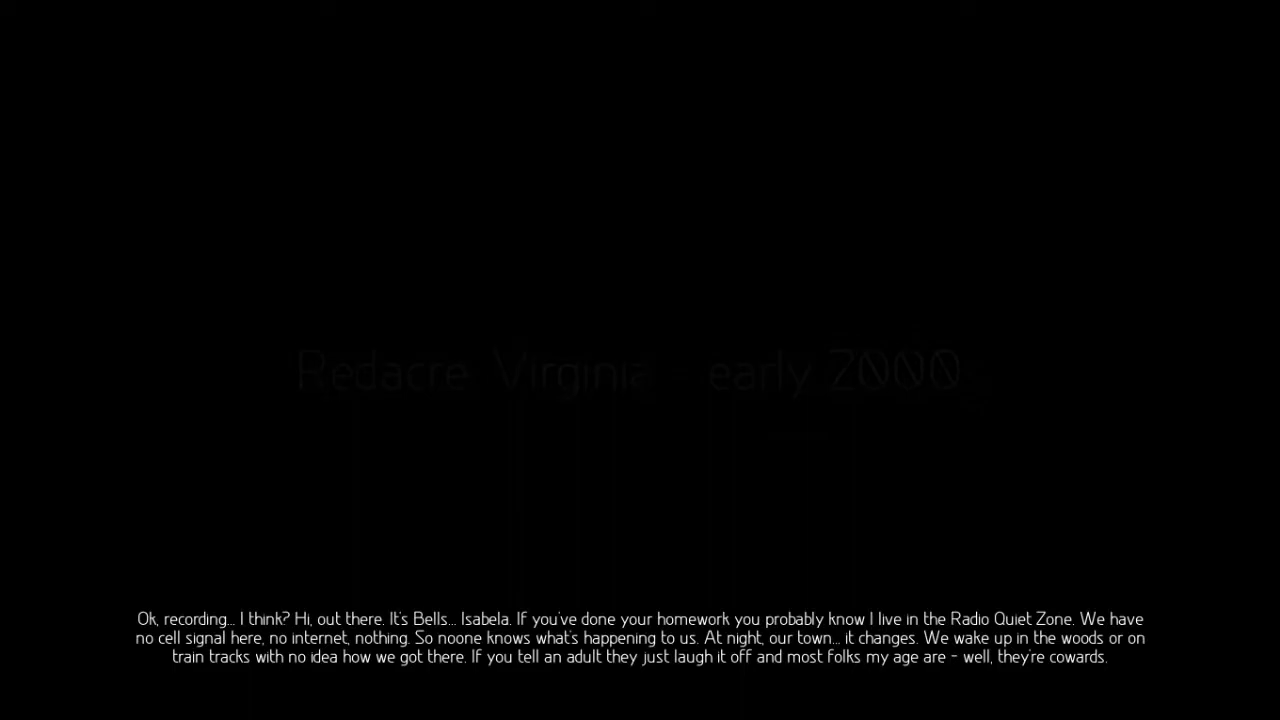 Redacre, Virginia - early 2000s
Ok, recording... I think? Hi, out there. It's Bells... Isabela. If you've done your homework you probably know I live in the Radio Quiet Zone. We have
no cell signal here, no internet, nothing. So noone knows what's happening to us. At night, our town... it changes. We wake up in the woods or on
train tracks with no idea how we got there. If you tell an adult they just laugh it off and most folks my age are - well, they're cowards.